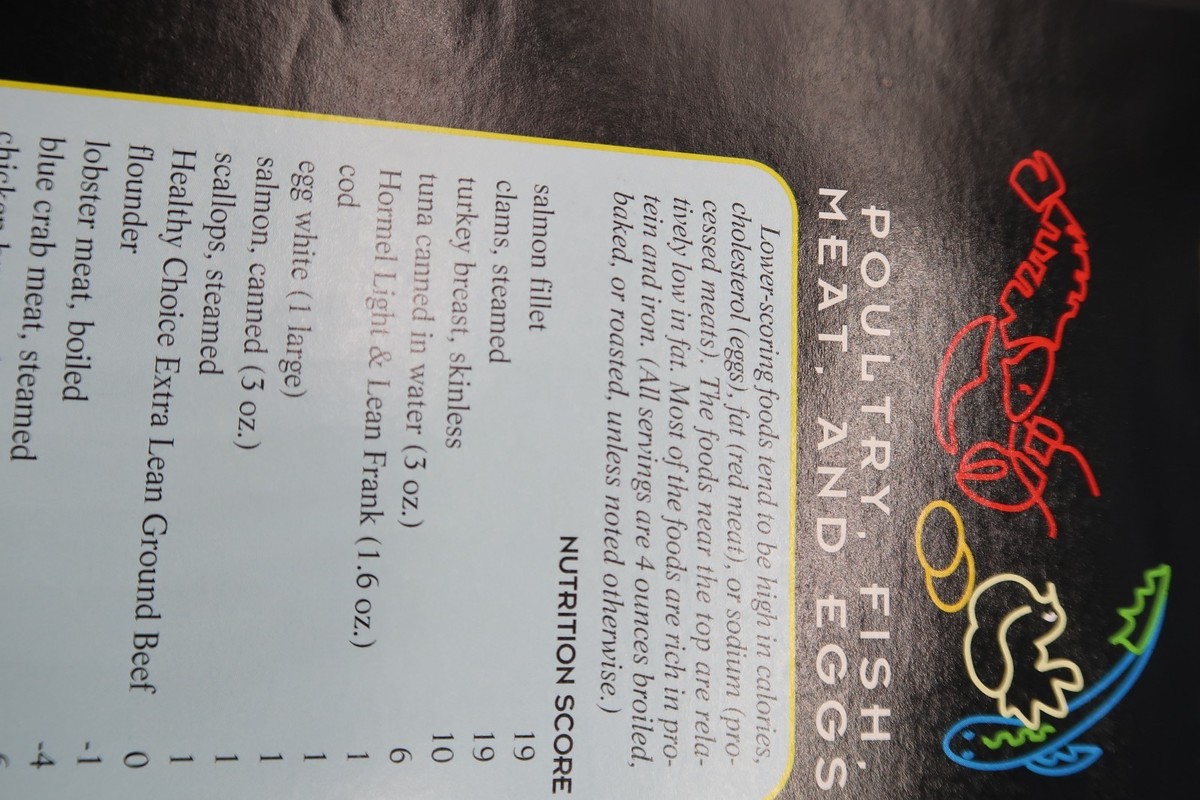 POULTRY, FISH,
MEAT, AND EGGS
Lower-scoring foods tend to be high in calories,
cholesterol (eggs), fat (red meat), or sodium (pro-
cessed meats). The foods near the top are rela-
tively low in fat. Most of the foods are rich in pro-
tein and iron. (All servings are 4 ounces broiled,
baked, or roasted, unless noted otherwise.)
NUTRITION SCORE
salmon fillet 19
clams, steamed 19
turkey breast, skinless 10
tuna canned in water (3 oz.) 6
Hormel Light & Lean Frank (1.6 oz.) 1
cod 1
egg white (1 large) 1
salmon, canned (3 oz.) 1
scallops, steamed 1
Healthy Choice Extra Lean Ground Beef 0
flounder -1
lobster meat, boiled -4
blue crab meat, steamed
chicken